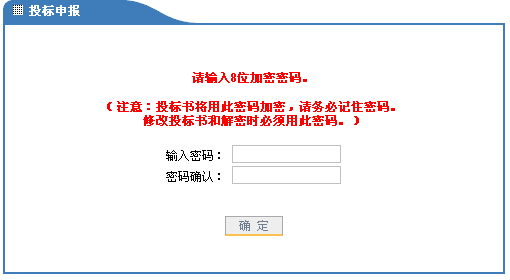 投标申报
请输入8位加密密码。
（注意：投标书将用此密码加密，请务必记住密码。
修改投标书和解密时必须用此密码。）
输入密码：
密码确认：
确 定